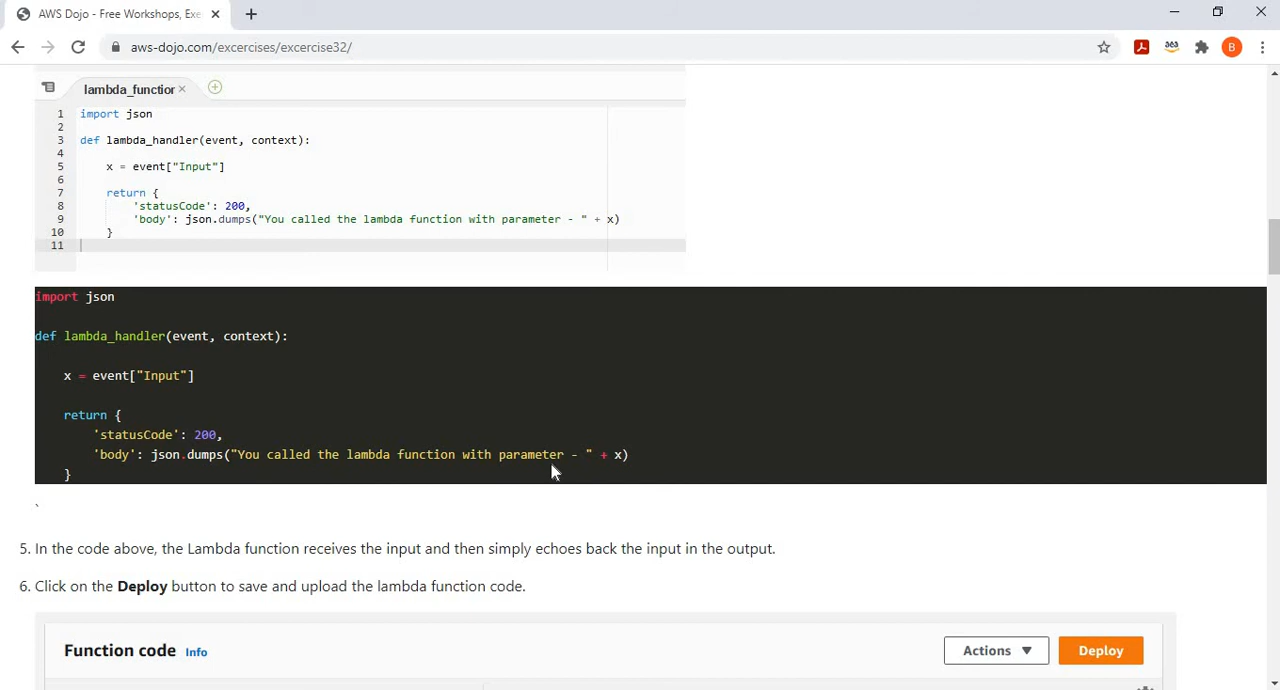 AWS Dojo - Free Workshops, Exe
aws-dojo.com/excercises/excercise32/
B
lambda_function
1 import json
2
3 def lambda_handler(event, context):
4
5 x = event["Input"]
6
7 return {
8 'statusCode': 200,
9 'body': json.dumps("You called the lambda function with parameter - " + x)
10 }
11
import json
def lambda_handler(event, context):
x = event["Input"]
return {
'statusCode': 200,
'body': json.dumps("You called the lambda function with parameter - " + x)
}
`
5. In the code above, the Lambda function receives the input and then simply echoes back the input in the output.
6. Click on the Deploy button to save and upload the lambda function code.
Function code Info Actions ▼ Deploy